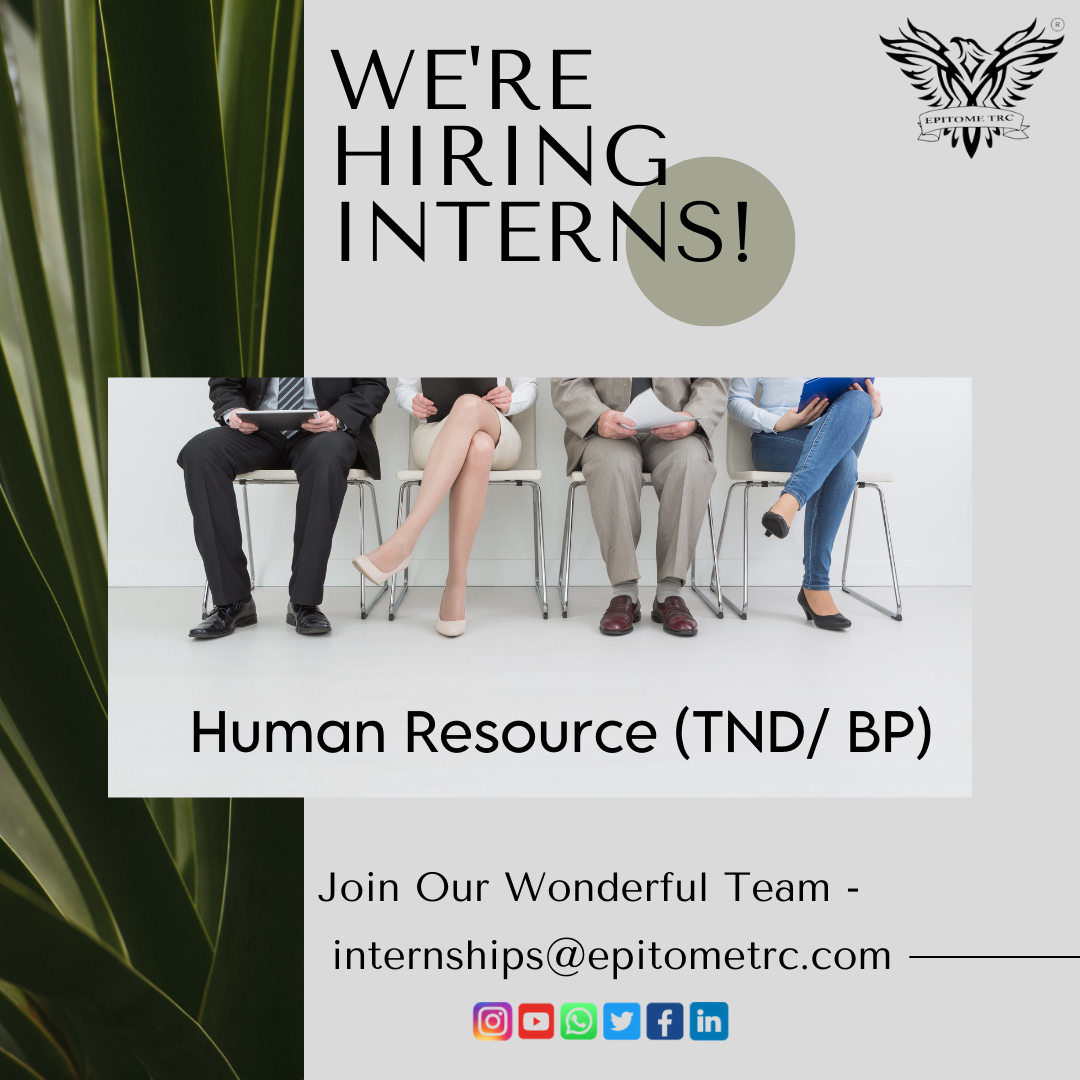 WE'RE
HIRING
INTERNS!
®
EPITOME TRC
Human Resource (TND/ BP)
Join Our Wonderful Team -
internships@epitometrc.com